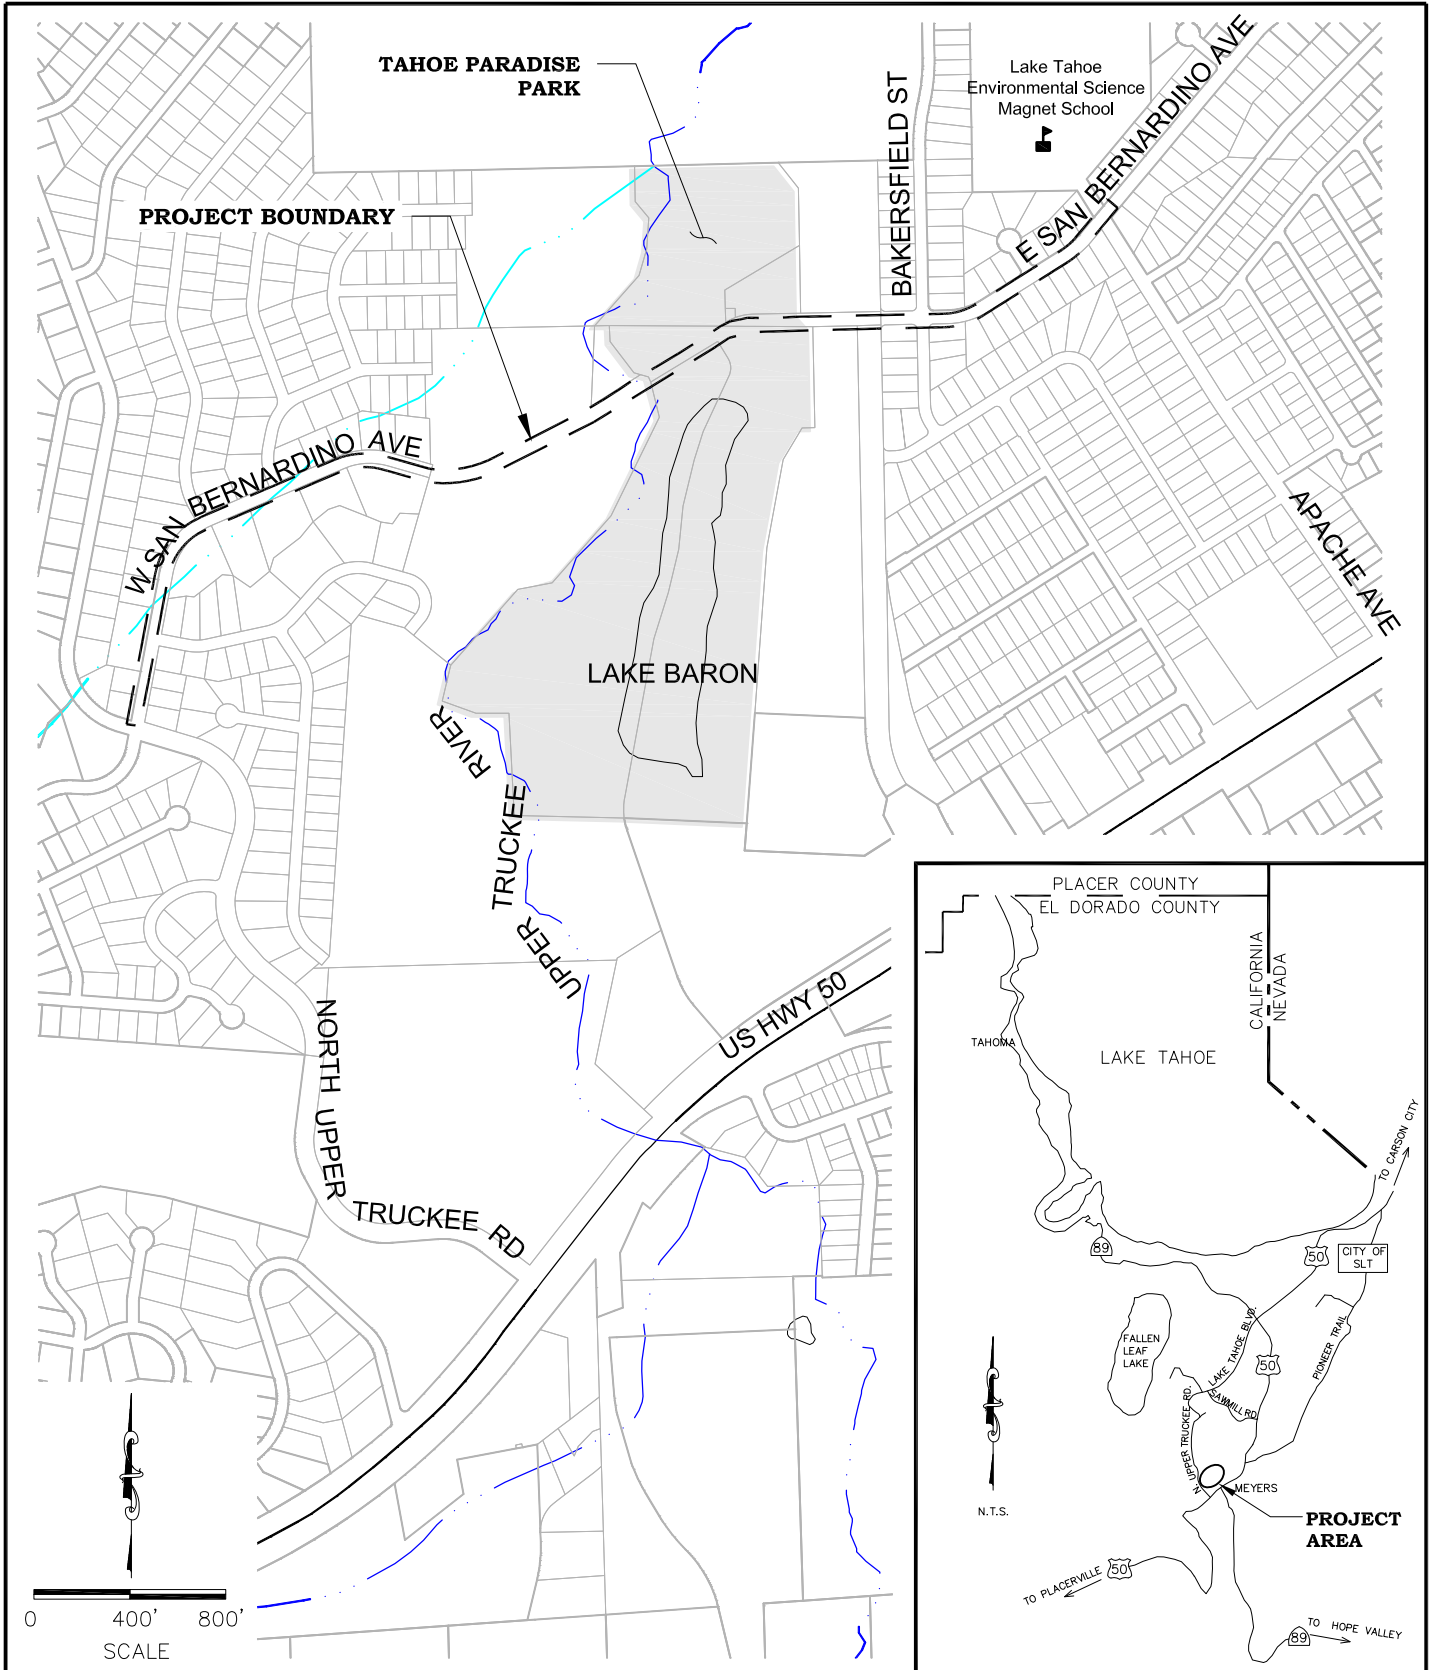 TAHOE PARADISE
PARK
Lake Tahoe
Environmental Science
Magnet School
BAKERSFIELD ST
E SAN BERNARDINO AVE
PROJECT BOUNDARY
W SAN BERNARDINO AVE
APACHE AVE
LAKE BARON
UPPER TRUCKEE RIVER
US HWY 50
NORTH UPPER TRUCKEE RD
0 400' 800'
SCALE
PLACER COUNTY
EL DORADO COUNTY
CALIFORNIA
NEVADA
TAHOMA
LAKE TAHOE
TO CARSON CITY
89
50
CITY OF
SLT
FALLEN
LEAF
LAKE
LAKE TAHOE BLVD.
50
PIONEER TRAIL
SAWMILL RD
N. UPPER TRUCKEE RD.
MEYERS
N.T.S.
PROJECT
AREA
TO PLACERVILLE
50
TO HOPE VALLEY
89